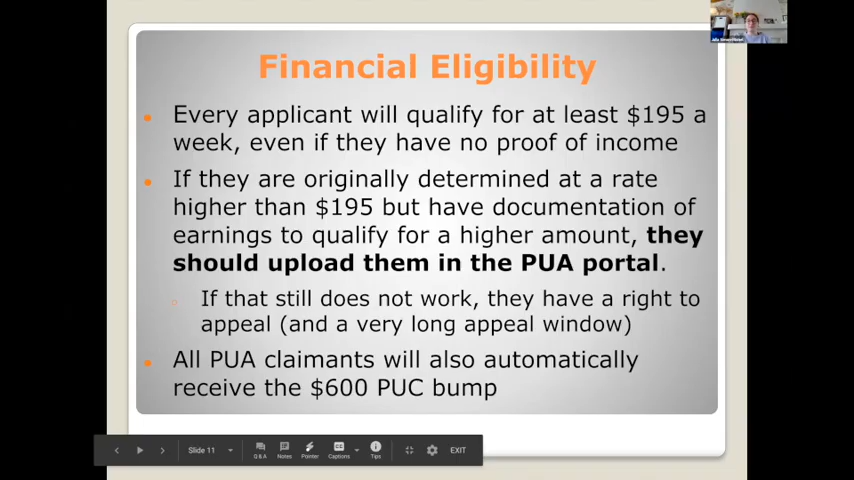 Financial Eligibility
Every applicant will qualify for at least $195 a
week, even if they have no proof of income
If they are originally determined at a rate
higher than $195 but have documentation of
earnings to qualify for a higher amount, they
should upload them in the PUA portal.
If that still does not work, they have a right to
appeal (and a very long appeal window)
All PUA claimants will also automatically
receive the $600 PUC bump
Slide 11
Q & A
Notes
Pointer
Captions
Tips
EXIT